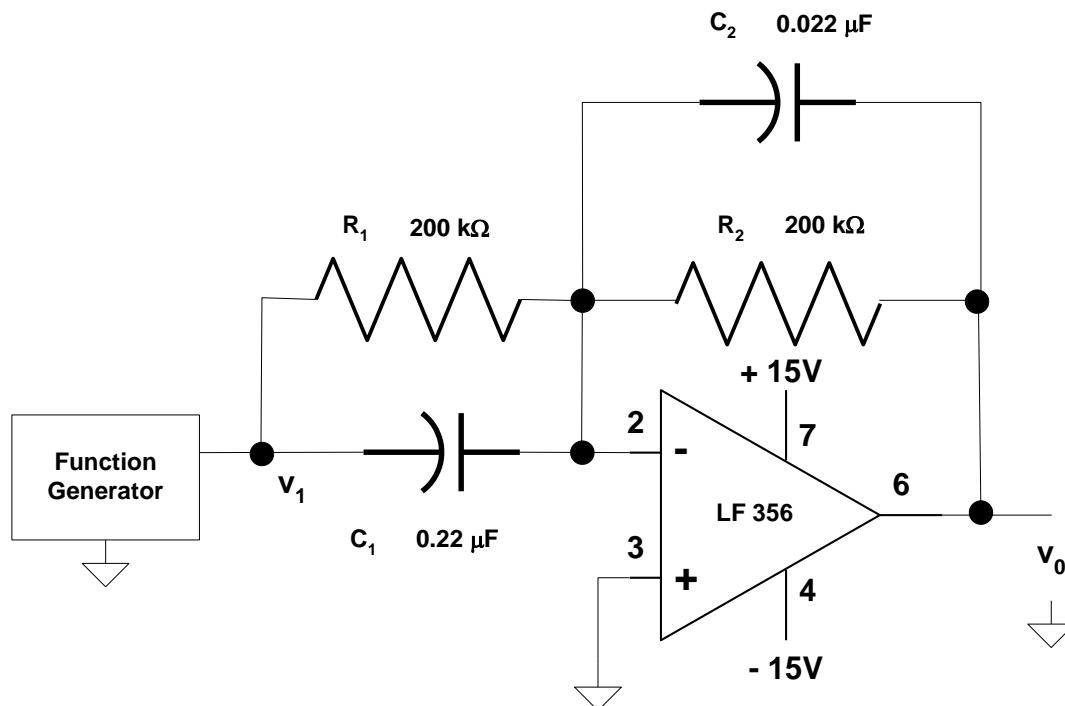 C₂ 0.022 μF
R₁ 200 kΩ
R₂ 200 kΩ
+ 15V
Function
Generator
v₁
2
-
7
6
LF 356
C₁ 0.22 μF
3
+
4
v₀
- 15V